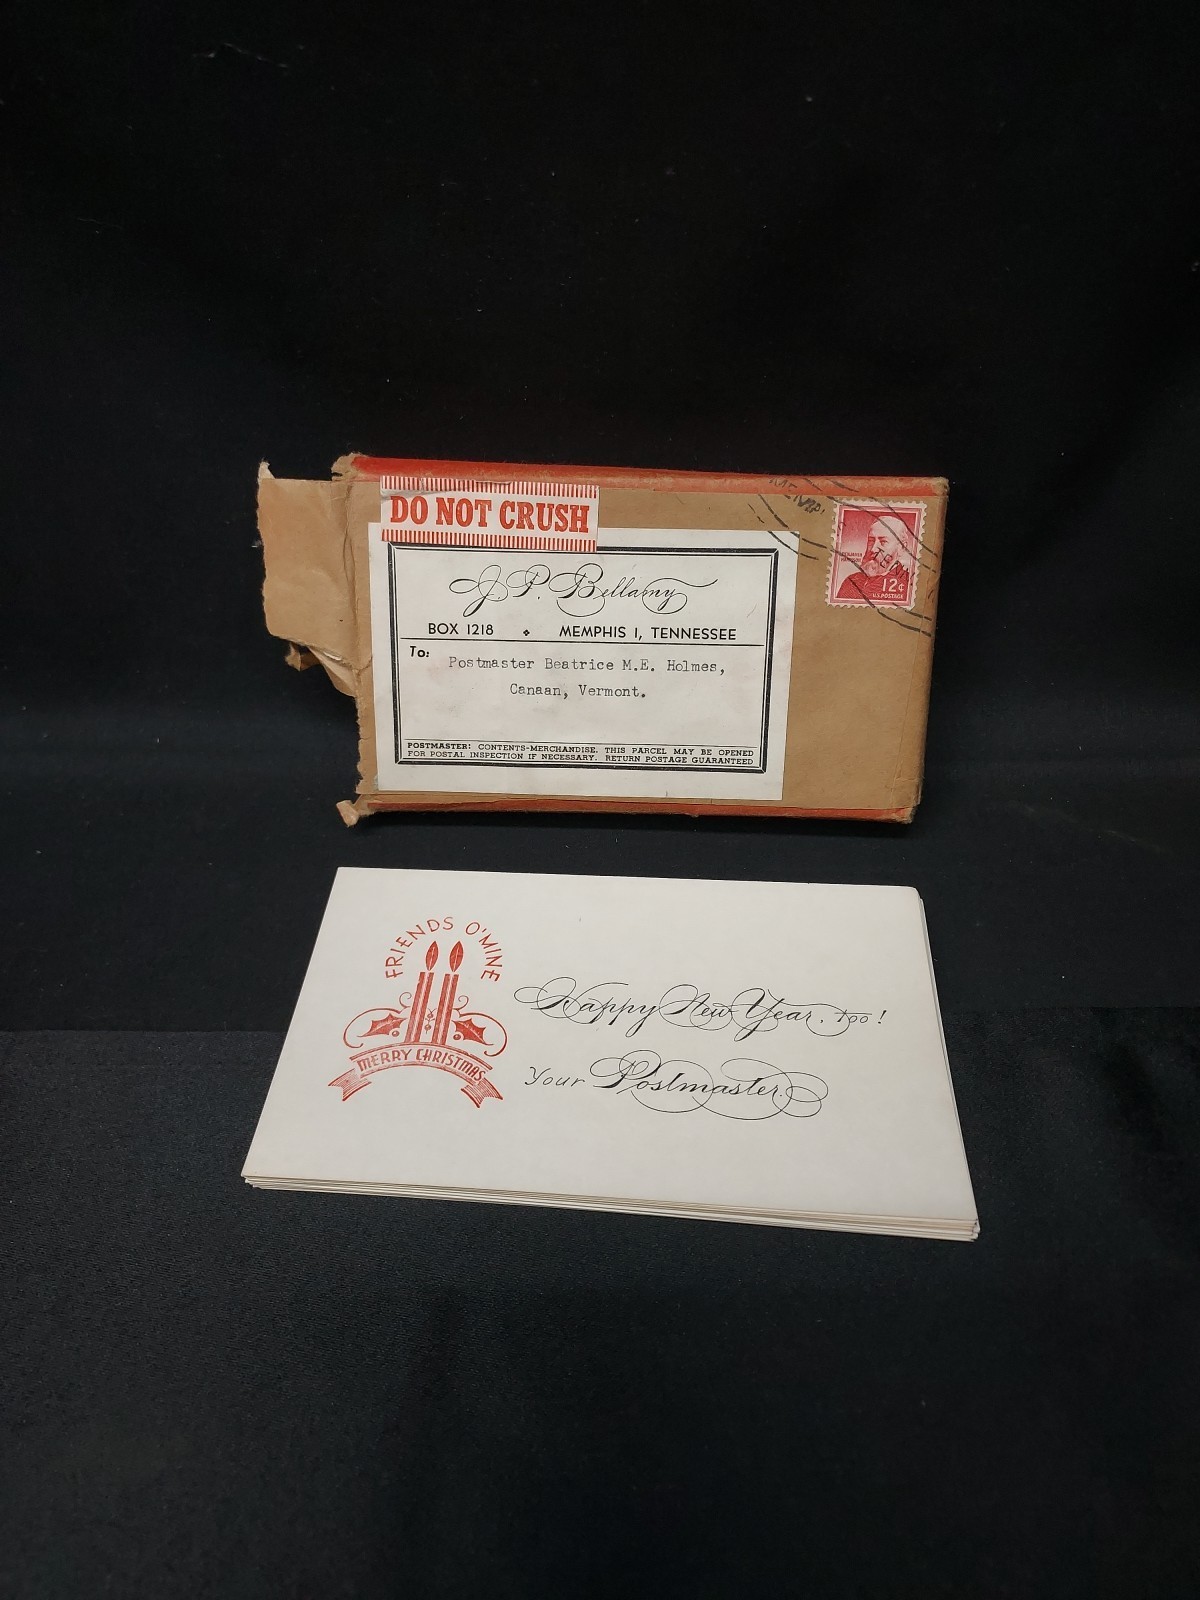 DO NOT CRUSH
J. P. Bellamy
BOX 1218 ❖ MEMPHIS 1, TENNESSEE
To: Postmaster Beatrice M.E. Holmes,
Canaan, Vermont.
POSTMASTER: CONTENTS-MERCHANDISE. THIS PARCEL MAY BE OPENED
FOR POSTAL INSPECTION IF NECESSARY. RETURN POSTAGE GUARANTEED
TENN.
12¢
U.S. POSTAGE
FRIENDS O'MINE
MERRY CHRISTMAS
Happy New Year, too!
Your Postmaster.